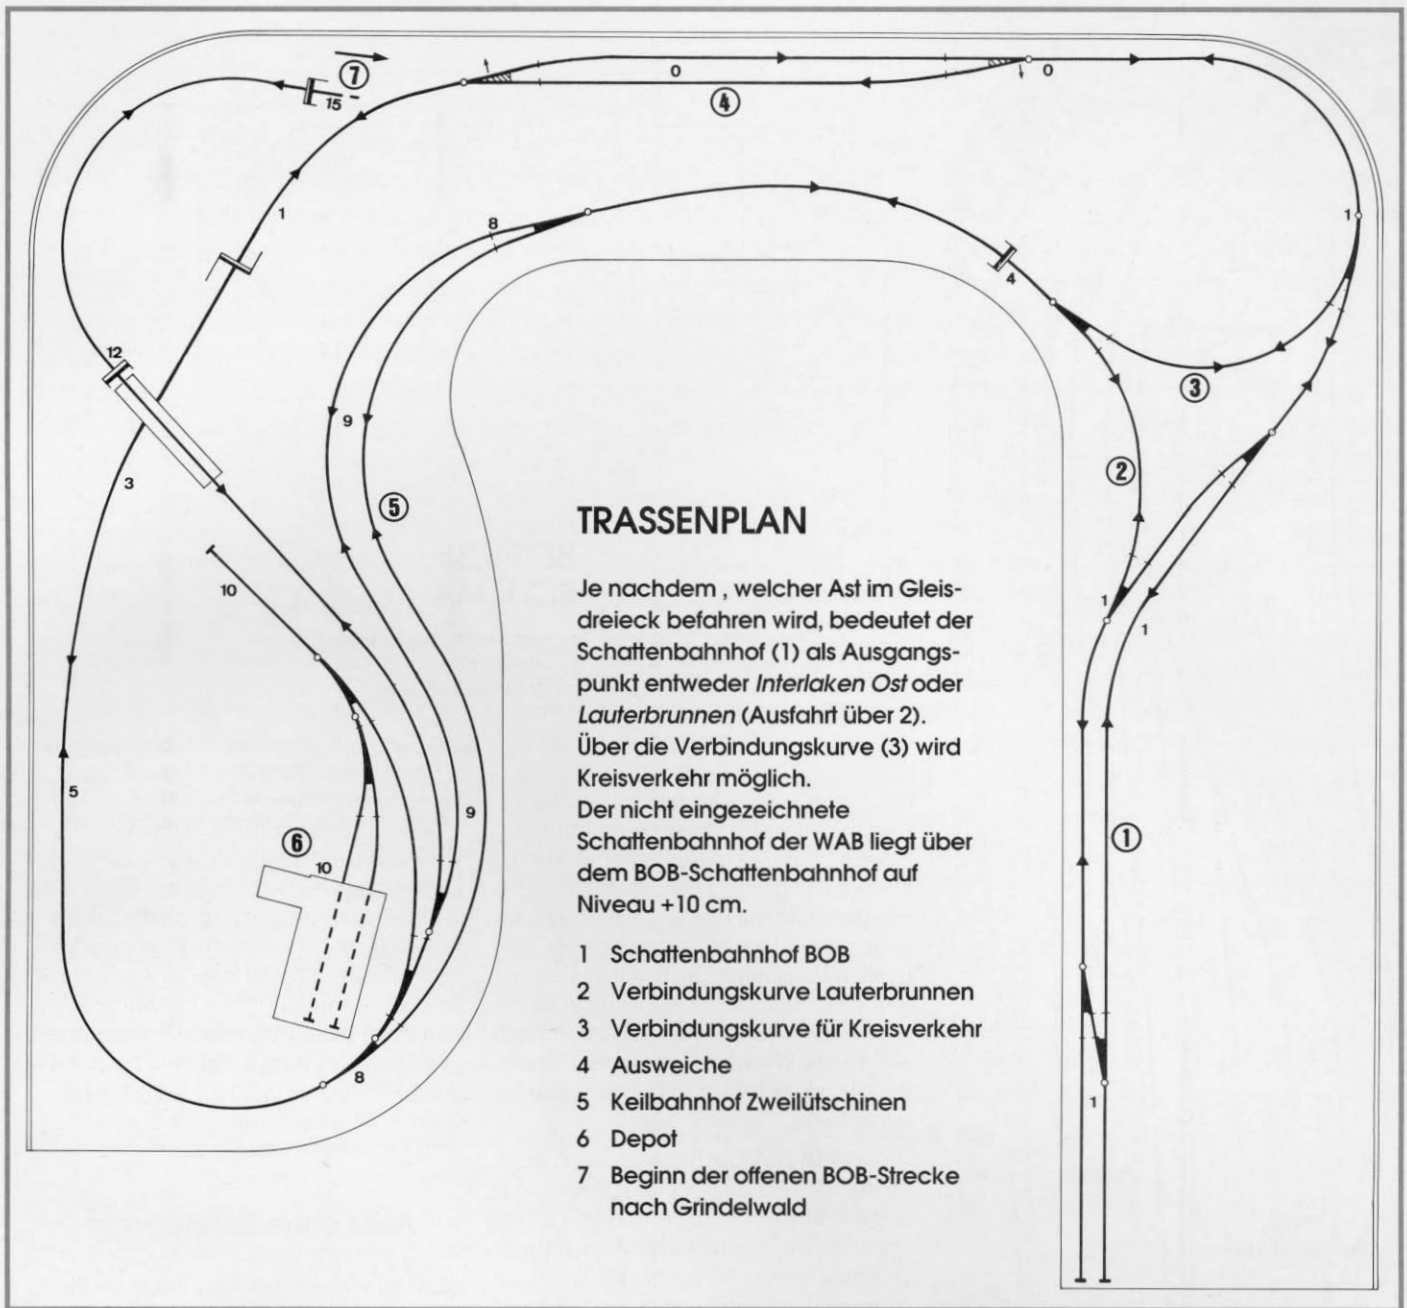 7
15
0
0
4
1
8
1
4
12
3
9
3
2
5
10
1
1
5
9
6
10
1
8
1
TRASSENPLAN
Je nachdem , welcher Ast im Gleis-
dreieck befahren wird, bedeutet der
Schattenbahnhof (1) als Ausgangs-
punkt entweder Interlaken Ost oder
Lauterbrunnen (Ausfahrt über 2).
Über die Verbindungskurve (3) wird
Kreisverkehr möglich.
Der nicht eingezeichnete
Schattenbahnhof der WAB liegt über
dem BOB-Schattenbahnhof auf
Niveau +10 cm.
1 Schattenbahnhof BOB
2 Verbindungskurve Lauterbrunnen
3 Verbindungskurve für Kreisverkehr
4 Ausweiche
5 Keilbahnhof Zweilütschinen
6 Depot
7 Beginn der offenen BOB-Strecke
nach Grindelwald